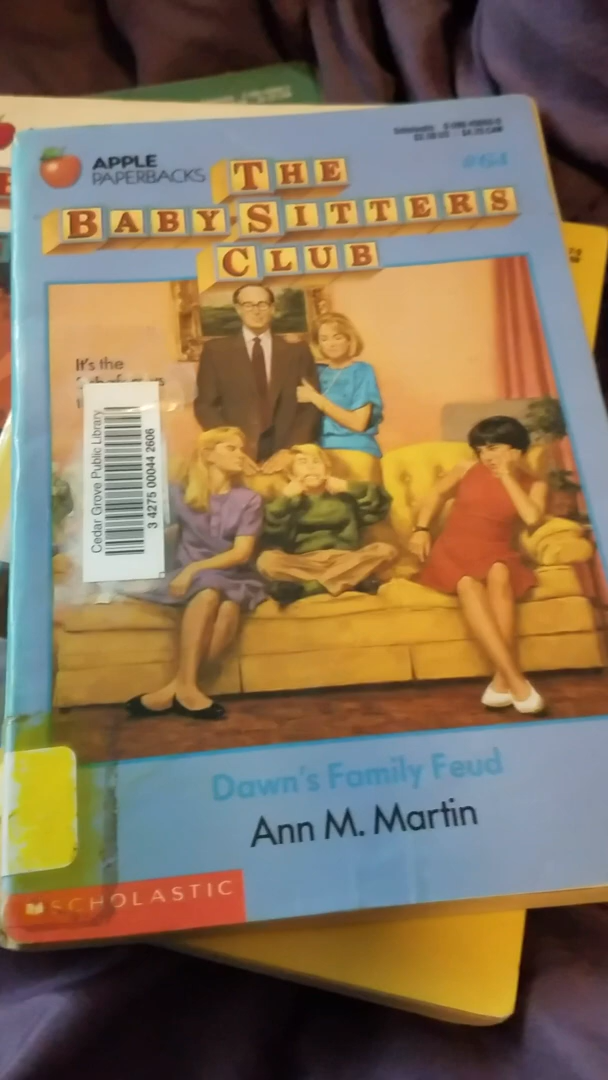 APPLE
PAPERBACKS
#64
THE
BABY-SITTERS
CLUB
It's the
Cedar Grove Public Library
3 4275 00044 2606
Dawn's Family Feud
Ann M. Martin
SCHOLASTIC